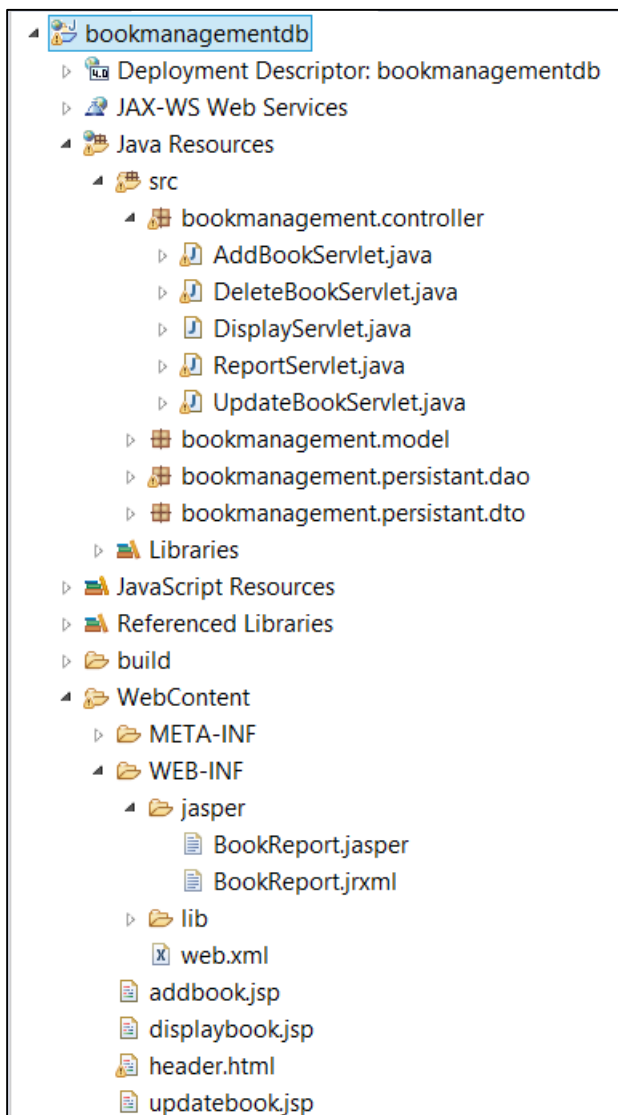 bookmanagementdb
Deployment Descriptor: bookmanagementdb
JAX-WS Web Services
Java Resources
src
bookmanagement.controller
AddBookServlet.java
DeleteBookServlet.java
DisplayServlet.java
ReportServlet.java
UpdateBookServlet.java
bookmanagement.model
bookmanagement.persistant.dao
bookmanagement.persistant.dto
Libraries
JavaScript Resources
Referenced Libraries
build
WebContent
META-INF
WEB-INF
jasper
BookReport.jasper
BookReport.jrxml
lib
web.xml
addbook.jsp
displaybook.jsp
header.html
updatebook.jsp